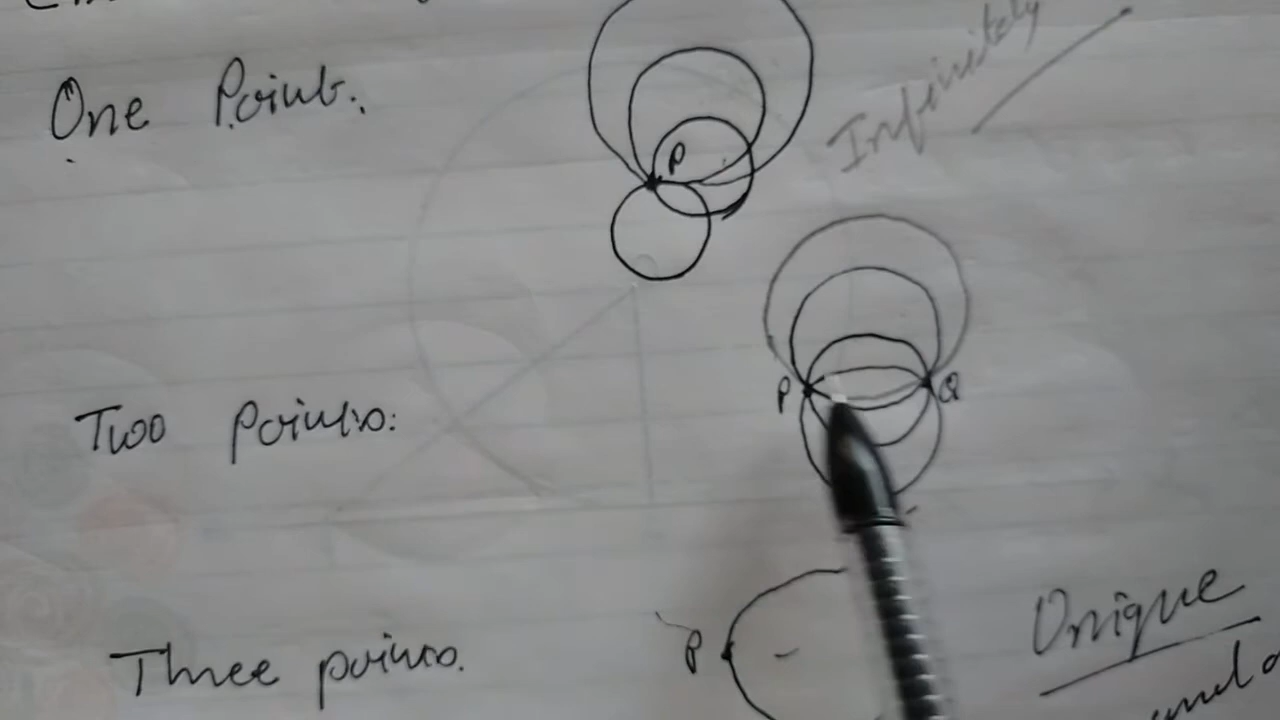 One Point:
P
Infinitely
Two points:
P Q
Unique
Three points.
P